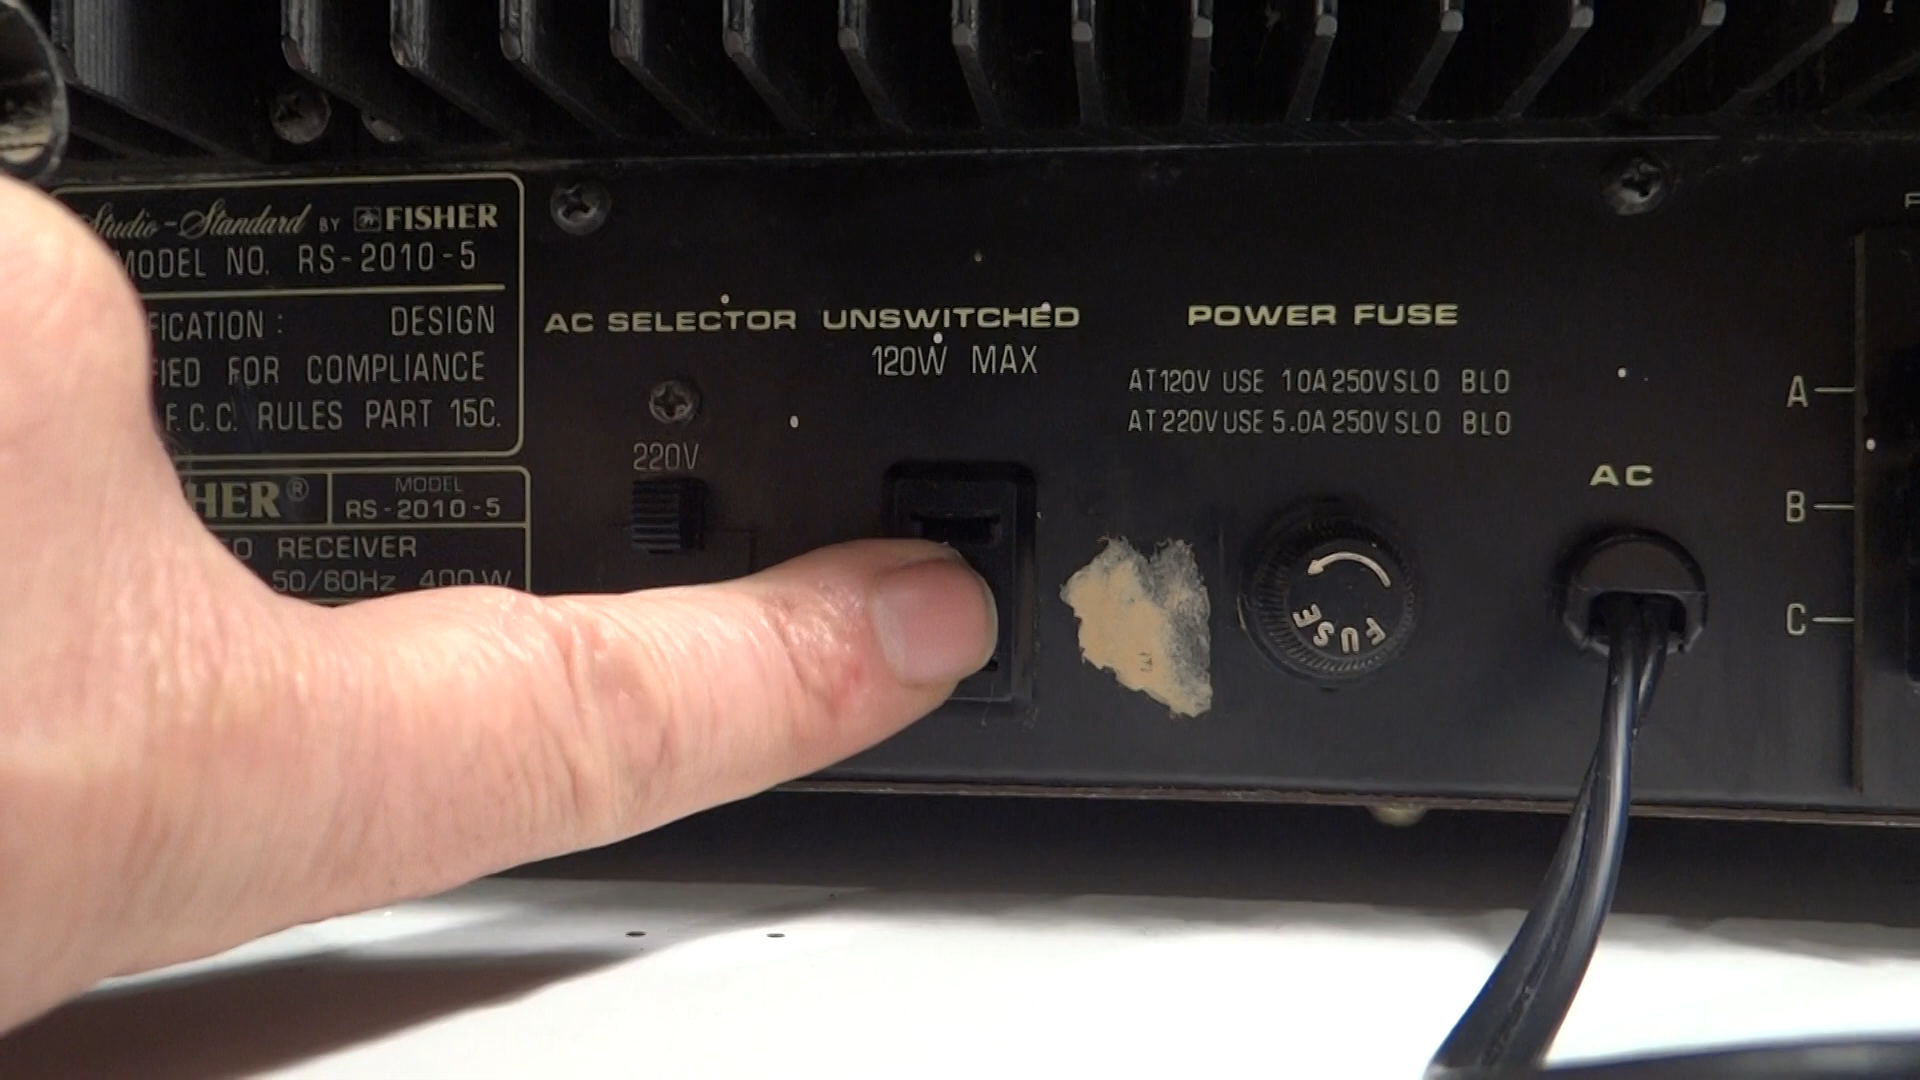 Studio-Standard BY FISHER
MODEL NO. RS-2010-5
FICATION: DESIGN
FIED FOR COMPLIANCE
F.C.C. RULES PART 15C.
HER® MODEL
RS-2010-5
O RECEIVER
50/60Hz 400W
AC SELECTOR
220V
UNSWITCHED
120W MAX
POWER FUSE
AT 120V USE 10A 250V SLO BLO
AT 220V USE 5.0A 250V SLO BLO
FUSE
AC
A
B
C